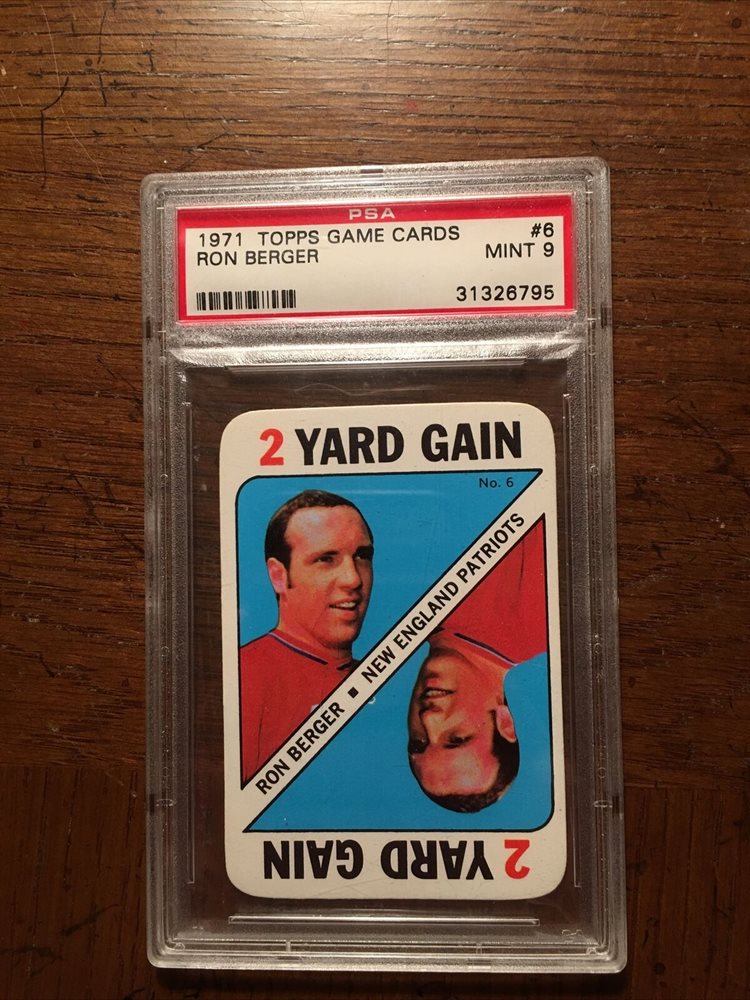 PSA
1971 TOPPS GAME CARDS #6
RON BERGER MINT 9
31326795
2 YARD GAIN
No. 6
RON BERGER ▪ NEW ENGLAND PATRIOTS
2 YARD GAIN